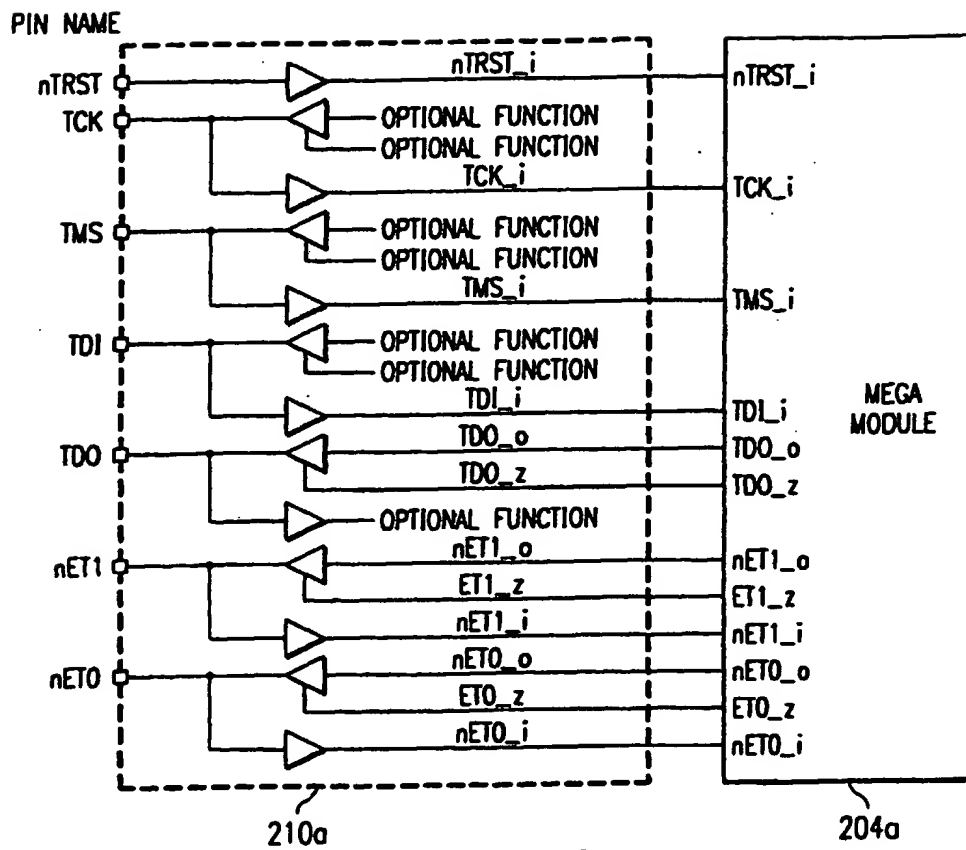 PIN NAME
nTRST
nTRST_i
nTRST_i
TCK
OPTIONAL FUNCTION
OPTIONAL FUNCTION
TCK_i
TCK_i
TMS
OPTIONAL FUNCTION
OPTIONAL FUNCTION
TMS_i
TMS_i
TDI
OPTIONAL FUNCTION
OPTIONAL FUNCTION
TDI_i
TDI_i
MEGA
MODULE
TDO
TDO_o
TDO_o
TDO_z
TDO_z
OPTIONAL FUNCTION
nET1
nET1_o
nET1_o
ET1_z
ET1_z
nET1_i
nET1_i
nET0
nET0_o
nET0_o
ET0_z
ET0_z
nET0_i
nET0_i
210a
204a